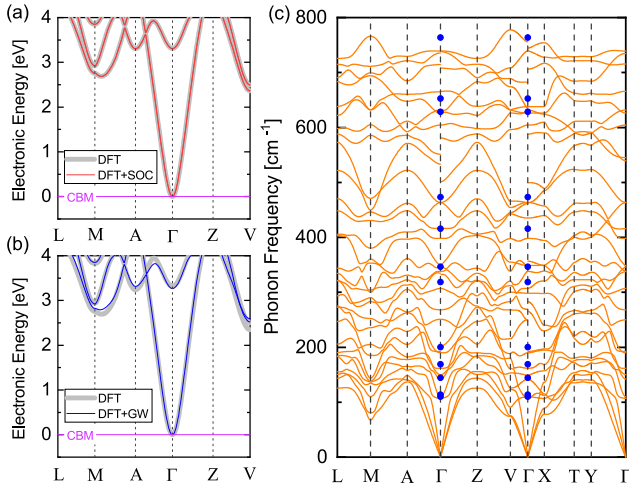 (a)
Electronic Energy [eV]
4
3
2
1
0
DFT
DFT+SOC
CBM
L M A Γ Z V
(b)
Electronic Energy [eV]
4
3
2
1
0
DFT
DFT+GW
CBM
L M A Γ Z V
(c)
Phonon Frequency [cm⁻¹]
800
600
400
200
0
L M A Γ Z V Γ X T Y Γ